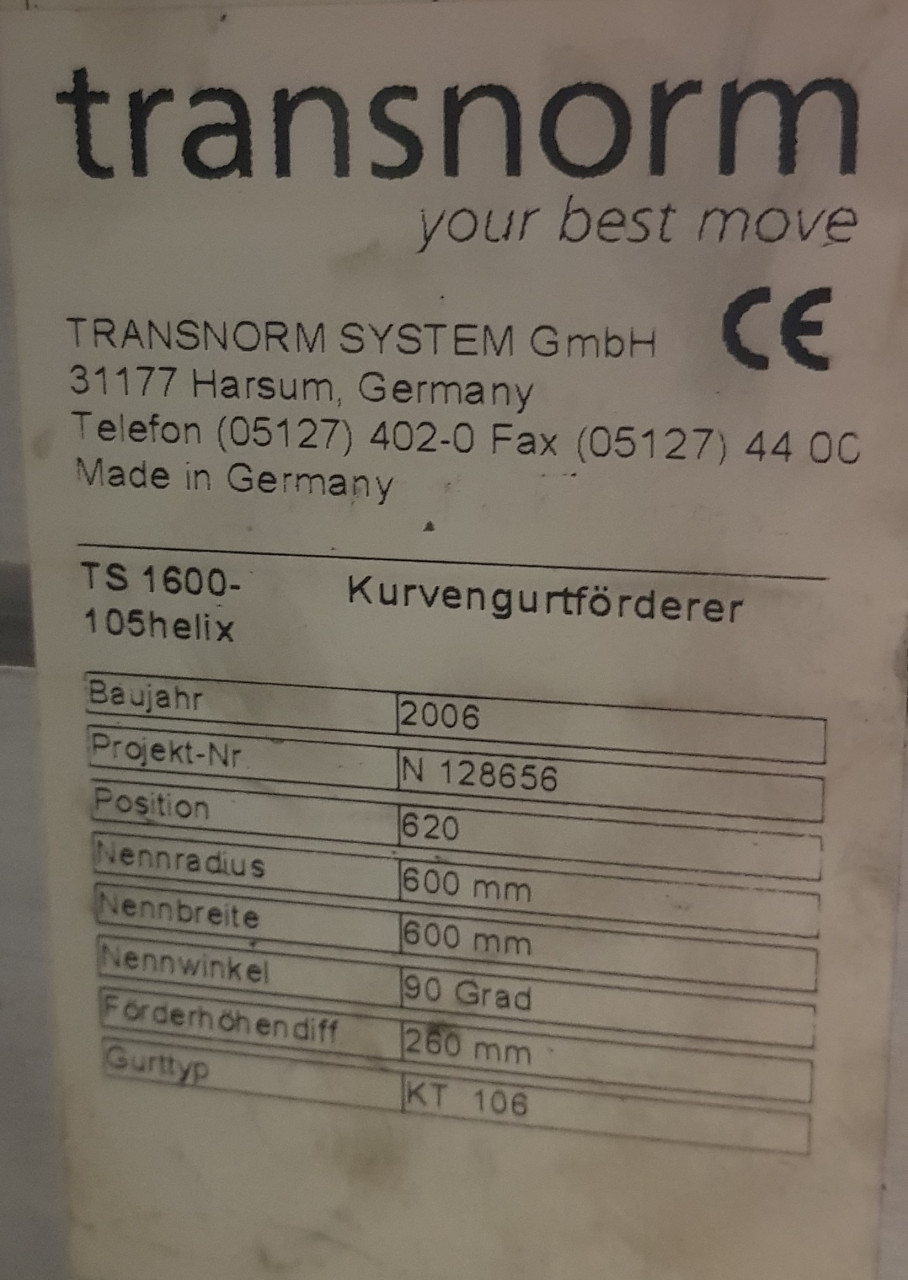 transnorm
your best move
CE
TRANSNORM SYSTEM GmbH
31177 Harsum, Germany
Telefon (05127) 402-0 Fax (05127) 44 00
Made in Germany
TS 1600-
105helix
Kurvengurtförderer
Baujahr 2006
Projekt-Nr. N 128656
Position 620
Nennradius 600 mm
Nennbreite 600 mm
Nennwinkel 90 Grad
Förderhöhendiff 260 mm
Gurttyp KT 106